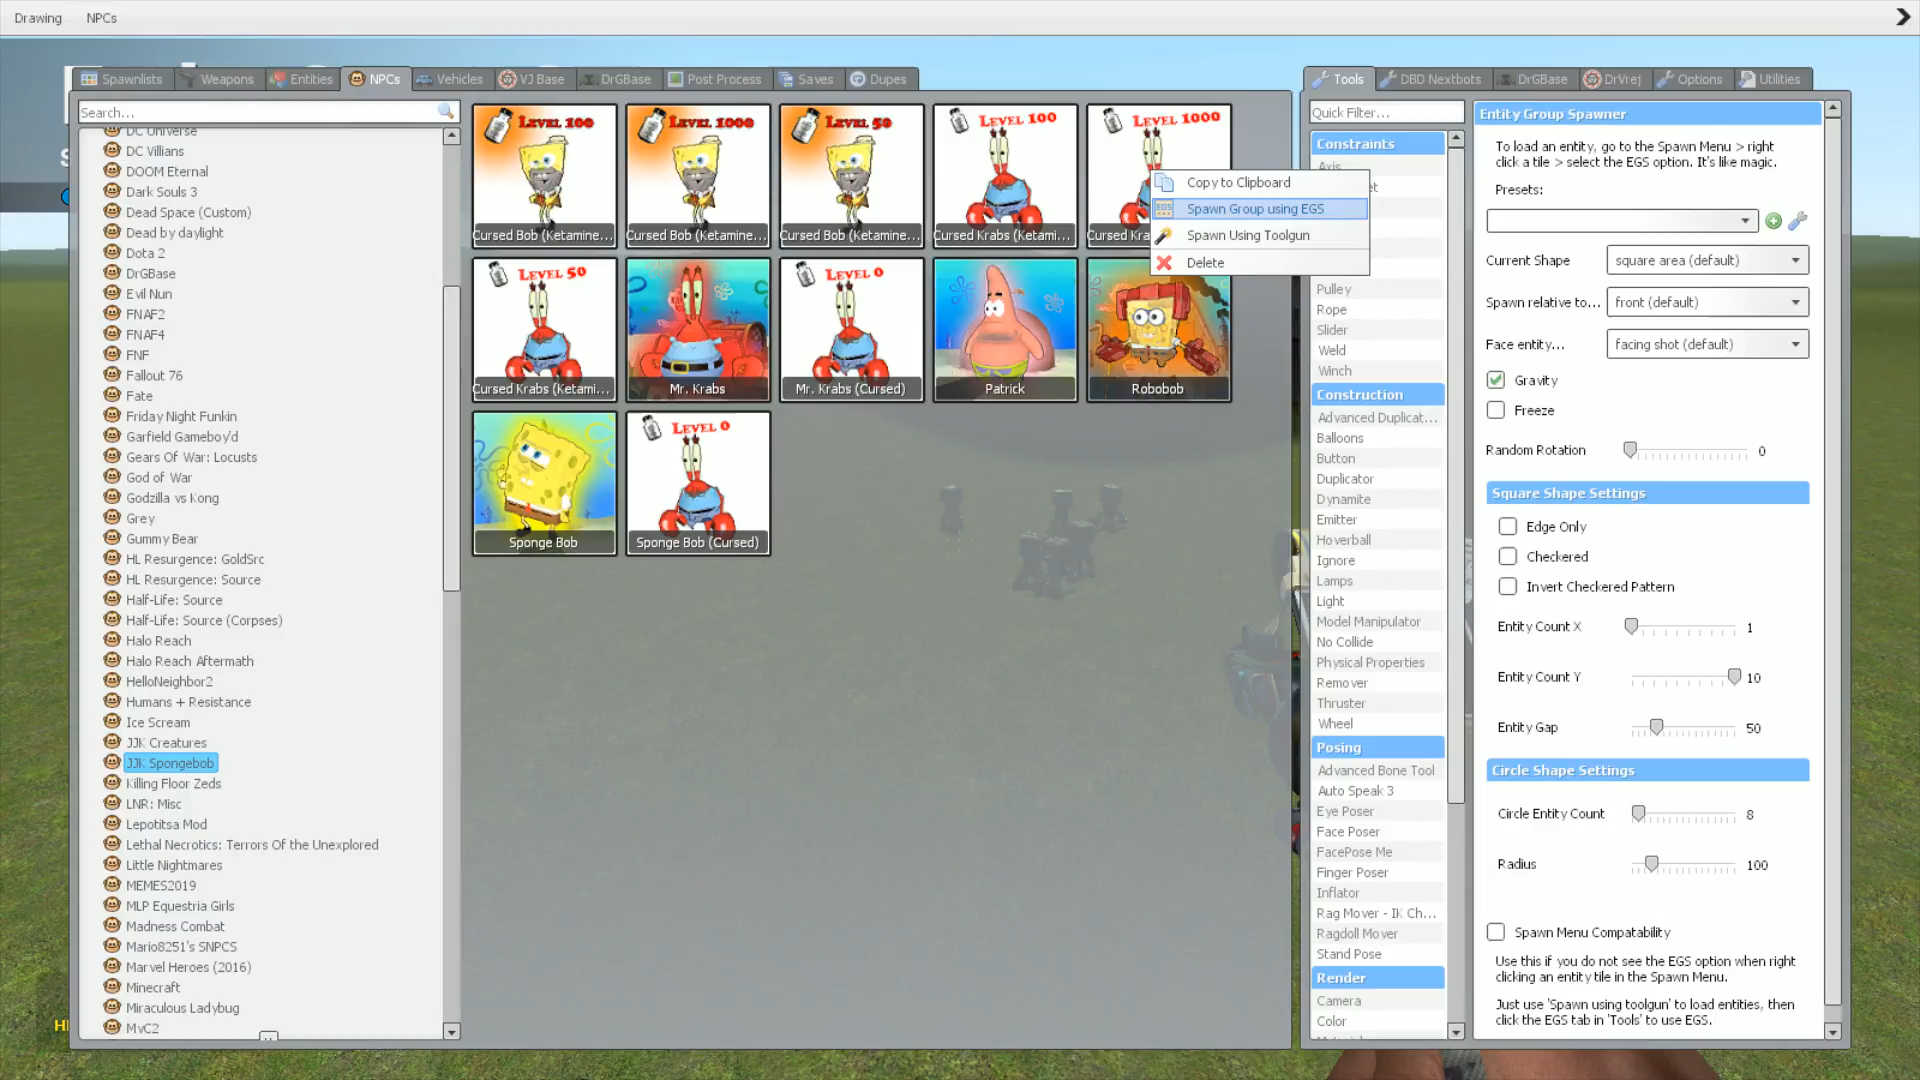 Drawing NPCs
Spawnlists Weapons Entities NPCs Vehicles VJ Base DrGBase Post Process Saves Dupes
Search...
DC Universe
DC Villians
DOOM Eternal
Dark Souls 3
Dead Space (Custom)
Dead by daylight
Dota 2
DrGBase
Evil Nun
FNAF2
FNAF4
FNF
Fallout 76
Fate
Friday Night Funkin
Garfield Gameboy'd
Gears Of War: Locusts
God of War
Godzilla vs Kong
Grey
Gummy Bear
HL Resurgence: GoldSrc
HL Resurgence: Source
Half-Life: Source
Half-Life: Source (Corpses)
Halo Reach
Halo Reach Aftermath
HelloNeighbor2
Humans + Resistance
Ice Scream
JJK Creatures
JJK Spongebob
Killing Floor Zeds
LNR: Misc
Lepotitsa Mod
Lethal Necrotics: Terrors Of the Unexplored
Little Nightmares
MEMES2019
MLP Equestria Girls
Madness Combat
Mario8251's SNPCS
Marvel Heroes (2016)
Minecraft
Miraculous Ladybug
MvC2
LEVEL 100 LEVEL 1000 LEVEL 50 LEVEL 100 LEVEL 1000
Cursed Bob (Ketamine... Cursed Bob (Ketamine... Cursed Bob (Ketamine... Cursed Krabs (Ketami... Cursed Kra
LEVEL 50 LEVEL 0
Cursed Krabs (Ketami... Mr. Krabs Mr. Krabs (Cursed) Patrick Robobob
LEVEL 0
Sponge Bob Sponge Bob (Cursed)
Copy to Clipboard
EGS Spawn Group using EGS
Spawn Using Toolgun
Delete
Tools DBD Nextbots DrGBase DrVrej Options Utilities
Quick Filter...
Constraints
Axis
Pulley
Rope
Slider
Weld
Winch
Construction
Advanced Duplicat...
Balloons
Button
Duplicator
Dynamite
Emitter
Hoverball
Ignore
Lamps
Light
Model Manipulator
No Collide
Physical Properties
Remover
Thruster
Wheel
Posing
Advanced Bone Tool
Auto Speak 3
Eye Poser
Face Poser
FacePose Me
Finger Poser
Inflator
Rag Mover - IK Ch...
Ragdoll Mover
Stand Pose
Render
Camera
Color
Entity Group Spawner
To load an entity, go to the Spawn Menu > right
click a tile > select the EGS option. It's like magic.
Presets:
Current Shape square area (default)
Spawn relative to... front (default)
Face entity... facing shot (default)
Gravity
Freeze
Random Rotation 0
Square Shape Settings
Edge Only
Checkered
Invert Checkered Pattern
Entity Count X 1
Entity Count Y 10
Entity Gap 50
Circle Shape Settings
Circle Entity Count 8
Radius 100
Spawn Menu Compatability
Use this if you do not see the EGS option when right
clicking an entity tile in the Spawn Menu.
Just use 'Spawn using toolgun' to load entities, then
click the EGS tab in 'Tools' to use EGS.